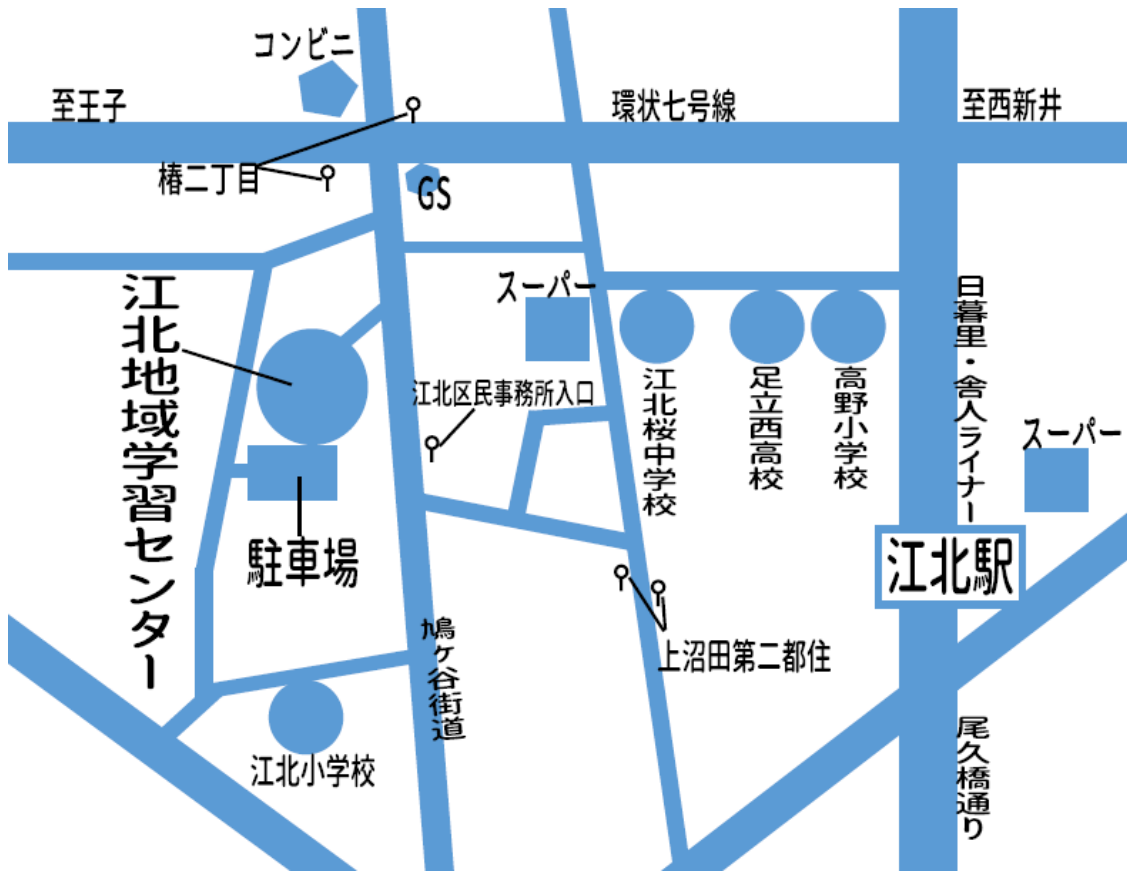 コンビニ
至王子
環状七号線
至西新井
椿二丁目
GS
江北地域学習センター
スーパー
日暮里・舎人ライナー
江北区民事務所入口
江北桜中学校
足立西高校
高野小学校
スーパー
駐車場
江北駅
鳩ヶ谷街道
上沼田第二都住
尾久橋通り
江北小学校